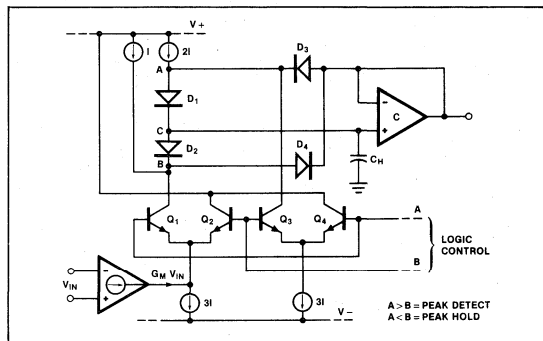 V+
I
2I
D3
A
D1
C
C
D2
D4
B
CH
Q1
Q2
Q3
Q4
A
LOGIC
CONTROL
B
VIN
GM VIN
3I
3I
V−
A > B = PEAK DETECT
A < B = PEAK HOLD